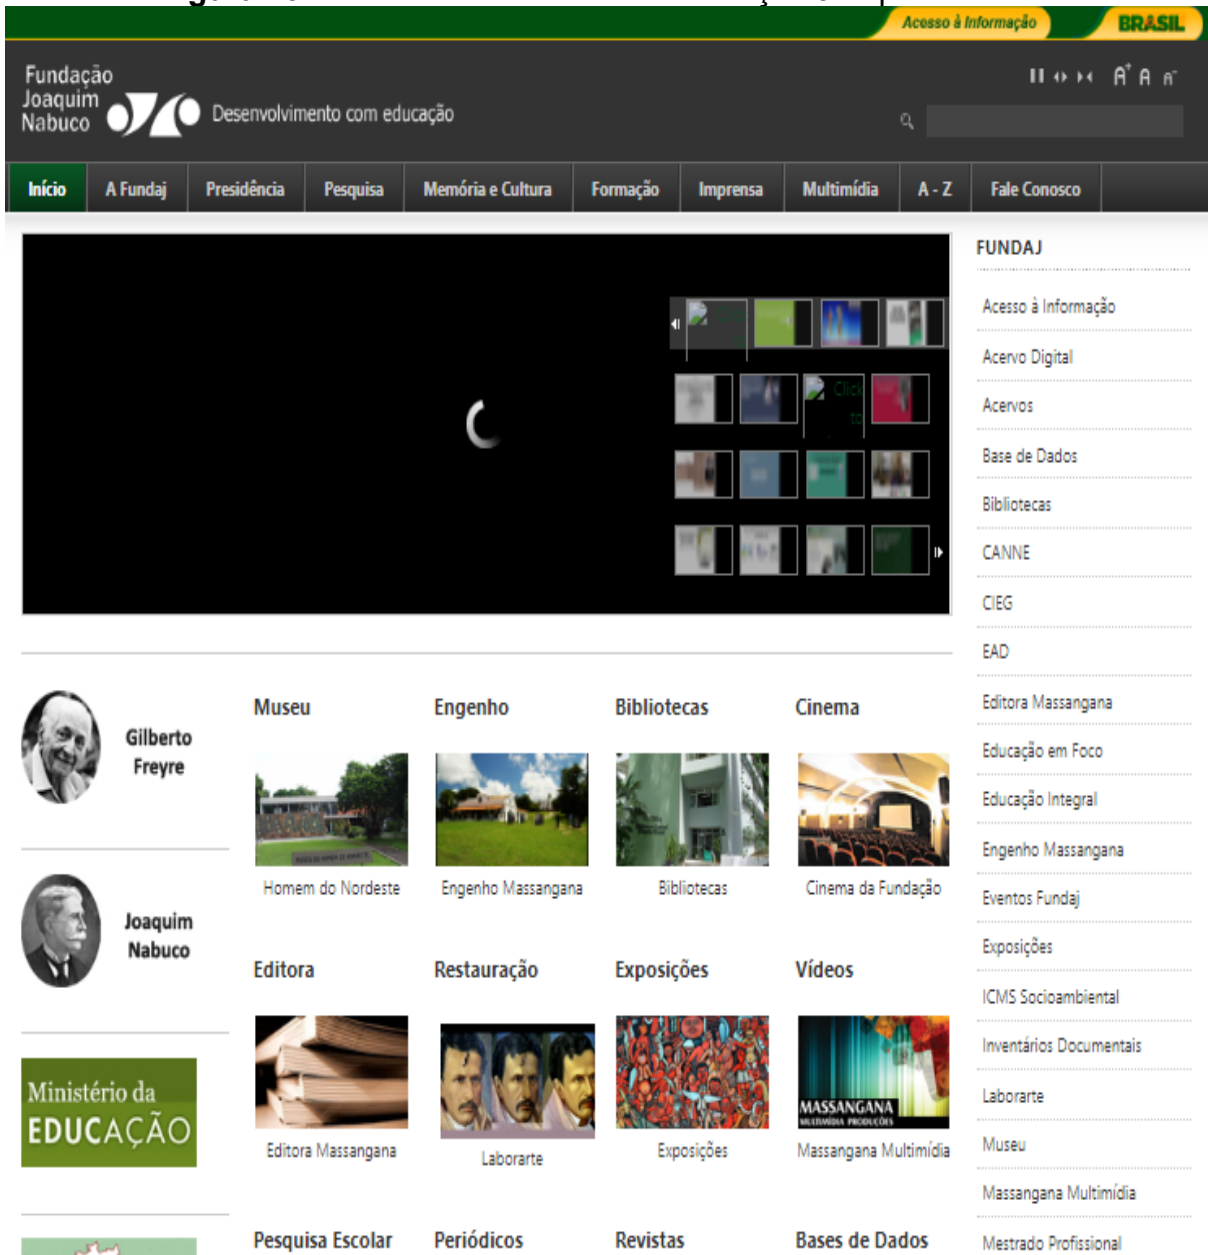 Acesso à Informação
BRASIL
Fundação
Joaquim
Nabuco
Desenvolvimento com educação
A+ A A-
Início A Fundaj Presidência Pesquisa Memória e Cultura Formação Imprensa Multimídia A - Z Fale Conosco
Click
to
FUNDAJ
Acesso à Informação
Acervo Digital
Acervos
Base de Dados
Bibliotecas
CANNE
CIEG
EAD
Editora Massangana
Educação em Foco
Educação Integral
Engenho Massangana
Eventos Fundaj
Exposições
ICMS Socioambiental
Inventários Documentais
Laborarte
Museu
Massangana Multimídia
Mestrado Profissional
Gilberto
Freyre
Joaquim
Nabuco
Ministério da
EDUCAÇÃO
Museu Engenho Bibliotecas Cinema
Homem do Nordeste Engenho Massangana Bibliotecas Cinema da Fundação
Editora Restauração Exposições Vídeos
MASSANGANA
MULTIMÍDIA PRODUÇÕES
Editora Massangana Laborarte Exposições Massangana Multimídia
Pesquisa Escolar Periódicos Revistas Bases de Dados